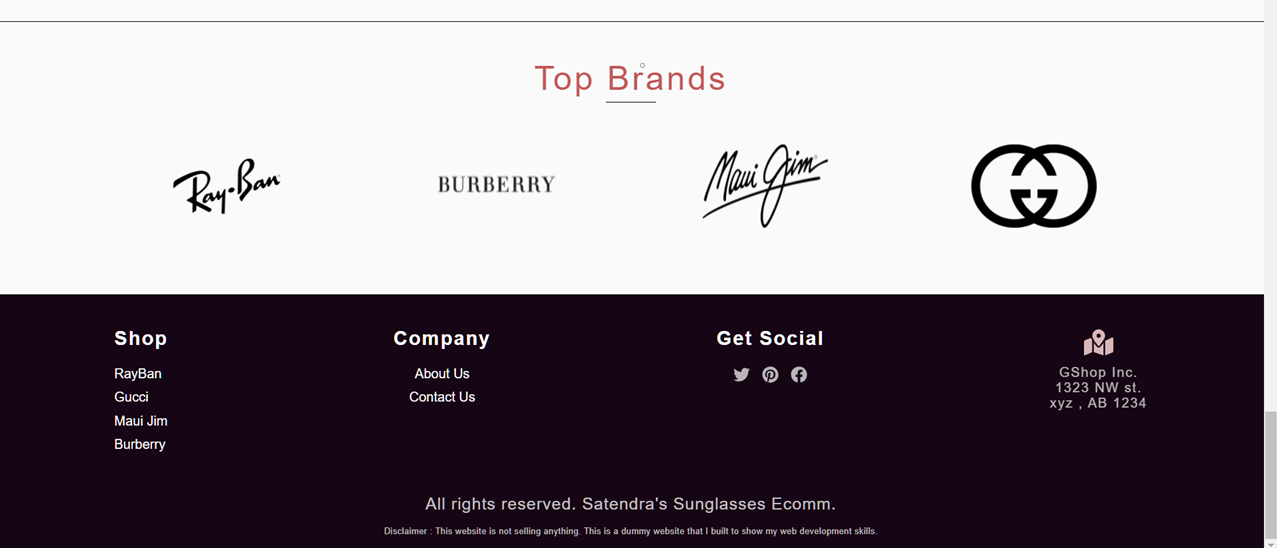 Top Brands
Ray-Ban
BURBERRY
Maui Jim
Shop
RayBan
Gucci
Maui Jim
Burberry
Company
About Us
Contact Us
Get Social
GShop Inc.
1323 NW st.
xyz , AB 1234
All rights reserved. Satendra's Sunglasses Ecomm.
Disclaimer : This website is not selling anything. This is a dummy website that I built to show my web development skills.